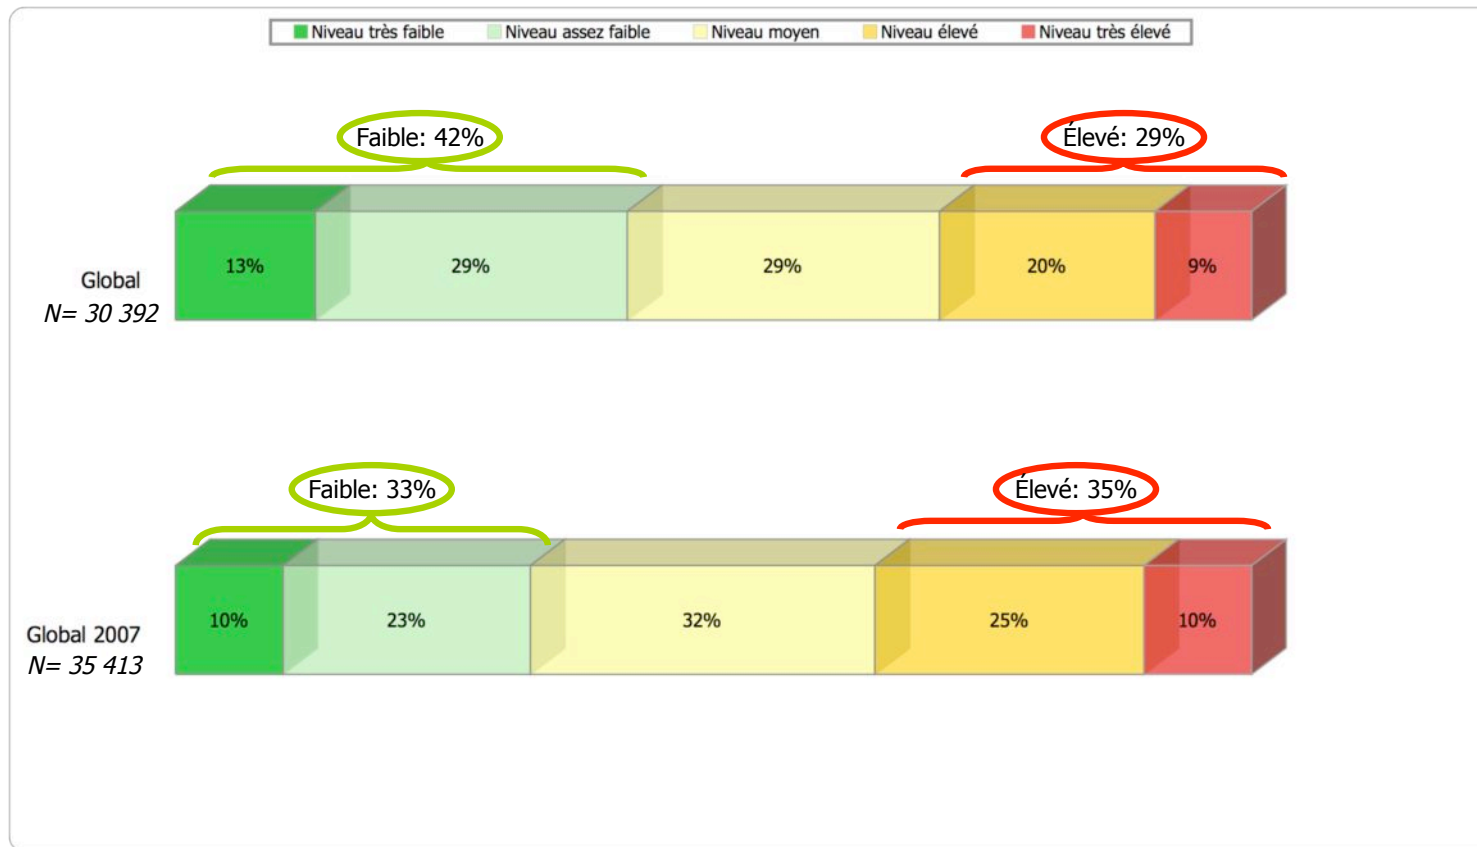 Niveau très faible Niveau assez faible Niveau moyen Niveau élevé Niveau très élevé
Faible: 42% Élevé: 29%
13% 29% 29% 20% 9%
Global
N= 30 392
Faible: 33% Élevé: 35%
10% 23% 32% 25% 10%
Global 2007
N= 35 413